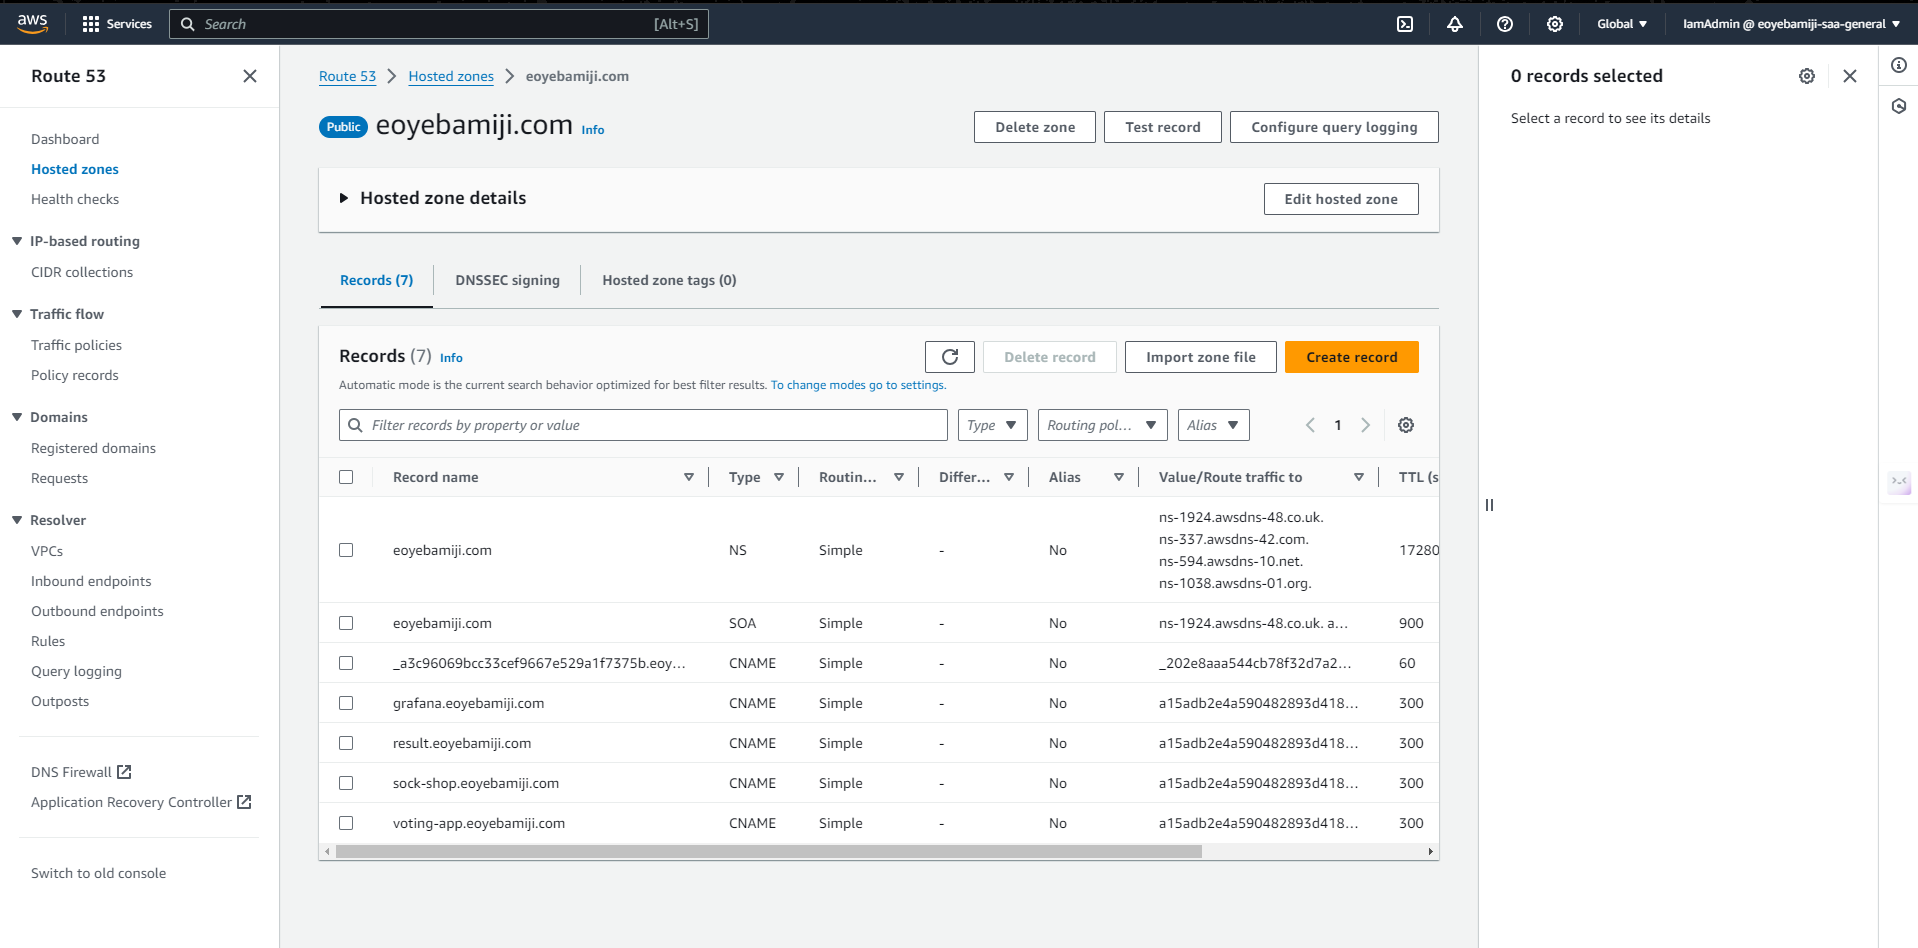 aws
Services
Search
[Alt+S]
Global
IamAdmin @ eoyebamiji-saa-general
Route 53
Dashboard
Hosted zones
Health checks
IP-based routing
CIDR collections
Traffic flow
Traffic policies
Policy records
Domains
Registered domains
Requests
Resolver
VPCs
Inbound endpoints
Outbound endpoints
Rules
Query logging
Outposts
DNS Firewall
Application Recovery Controller
Switch to old console
Route 53 Hosted zones eoyebamiji.com
Public eoyebamiji.com Info
Delete zone Test record Configure query logging
Hosted zone details
Edit hosted zone
Records (7) DNSSEC signing Hosted zone tags (0)
Records (7) Info
Delete record Import zone file Create record
Automatic mode is the current search behavior optimized for best filter results. To change modes go to settings.
Filter records by property or value Type Routing pol... Alias 1
Record name Type Routin... Differ... Alias Value/Route traffic to TTL (s
ns-1924.awsdns-48.co.uk.
ns-337.awsdns-42.com.
eoyebamiji.com NS Simple - No 17280
ns-594.awsdns-10.net.
ns-1038.awsdns-01.org.
eoyebamiji.com SOA Simple - No ns-1924.awsdns-48.co.uk. a... 900
_a3c96069bcc33cef9667e529a1f7375b.eoy... CNAME Simple - No _202e8aaa544cb78f32d7a2... 60
grafana.eoyebamiji.com CNAME Simple - No a15adb2e4a590482893d418... 300
result.eoyebamiji.com CNAME Simple - No a15adb2e4a590482893d418... 300
sock-shop.eoyebamiji.com CNAME Simple - No a15adb2e4a590482893d418... 300
voting-app.eoyebamiji.com CNAME Simple - No a15adb2e4a590482893d418... 300
0 records selected
Select a record to see its details